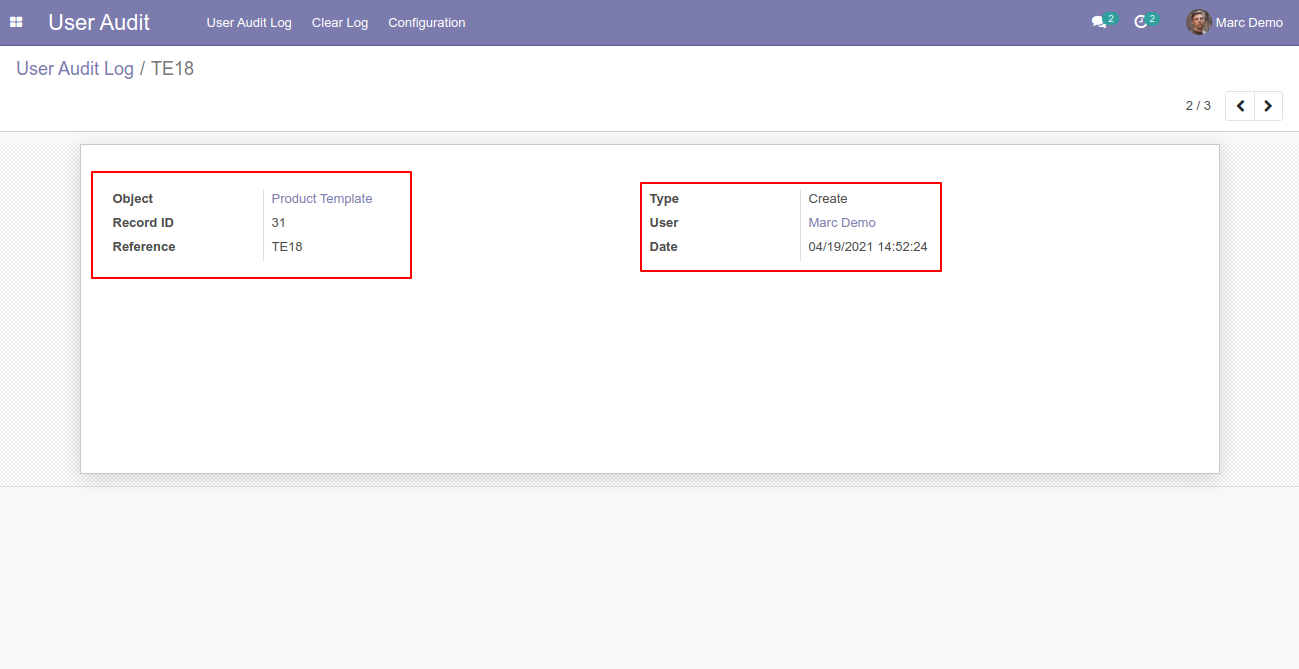 User Audit User Audit Log Clear Log Configuration 2 2 Marc Demo
User Audit Log / TE18
2 / 3
Object Product Template
Record ID 31
Reference TE18
Type Create
User Marc Demo
Date 04/19/2021 14:52:24